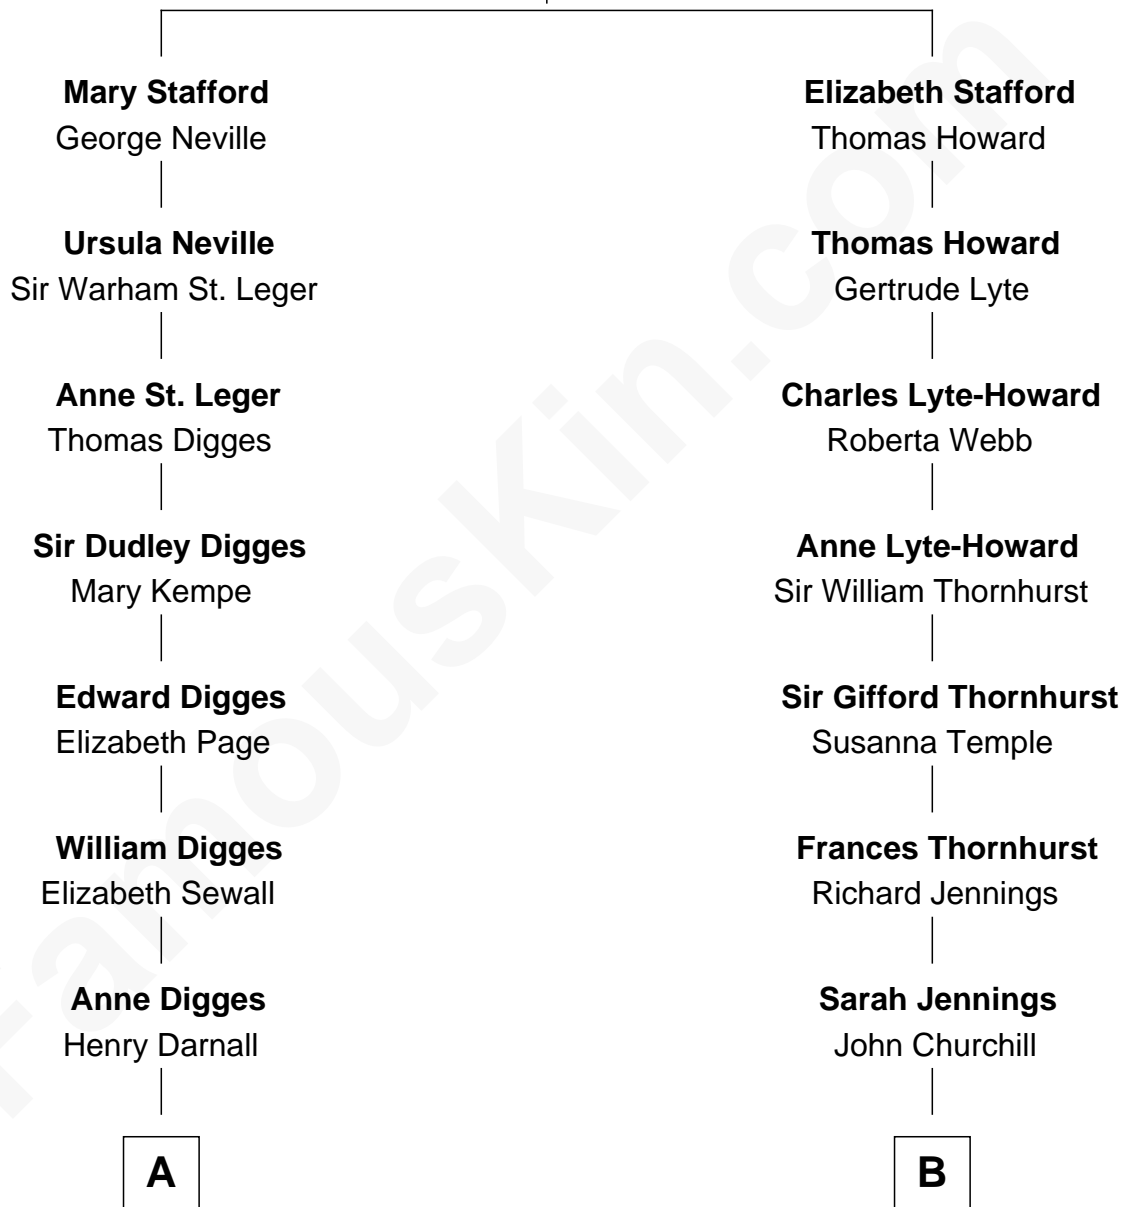 Mary Stafford
George Neville
Elizabeth Stafford
Thomas Howard
Ursula Neville
Sir Warham St. Leger
Thomas Howard
Gertrude Lyte
Anne St. Leger
Thomas Digges
Charles Lyte-Howard
Roberta Webb
Sir Dudley Digges
Mary Kempe
Anne Lyte-Howard
Sir William Thornhurst
Edward Digges
Elizabeth Page
Sir Gifford Thornhurst
Susanna Temple
William Digges
Elizabeth Sewall
Frances Thornhurst
Richard Jennings
Anne Digges
Henry Darnall
Sarah Jennings
John Churchill
A
B
FamousKin.com